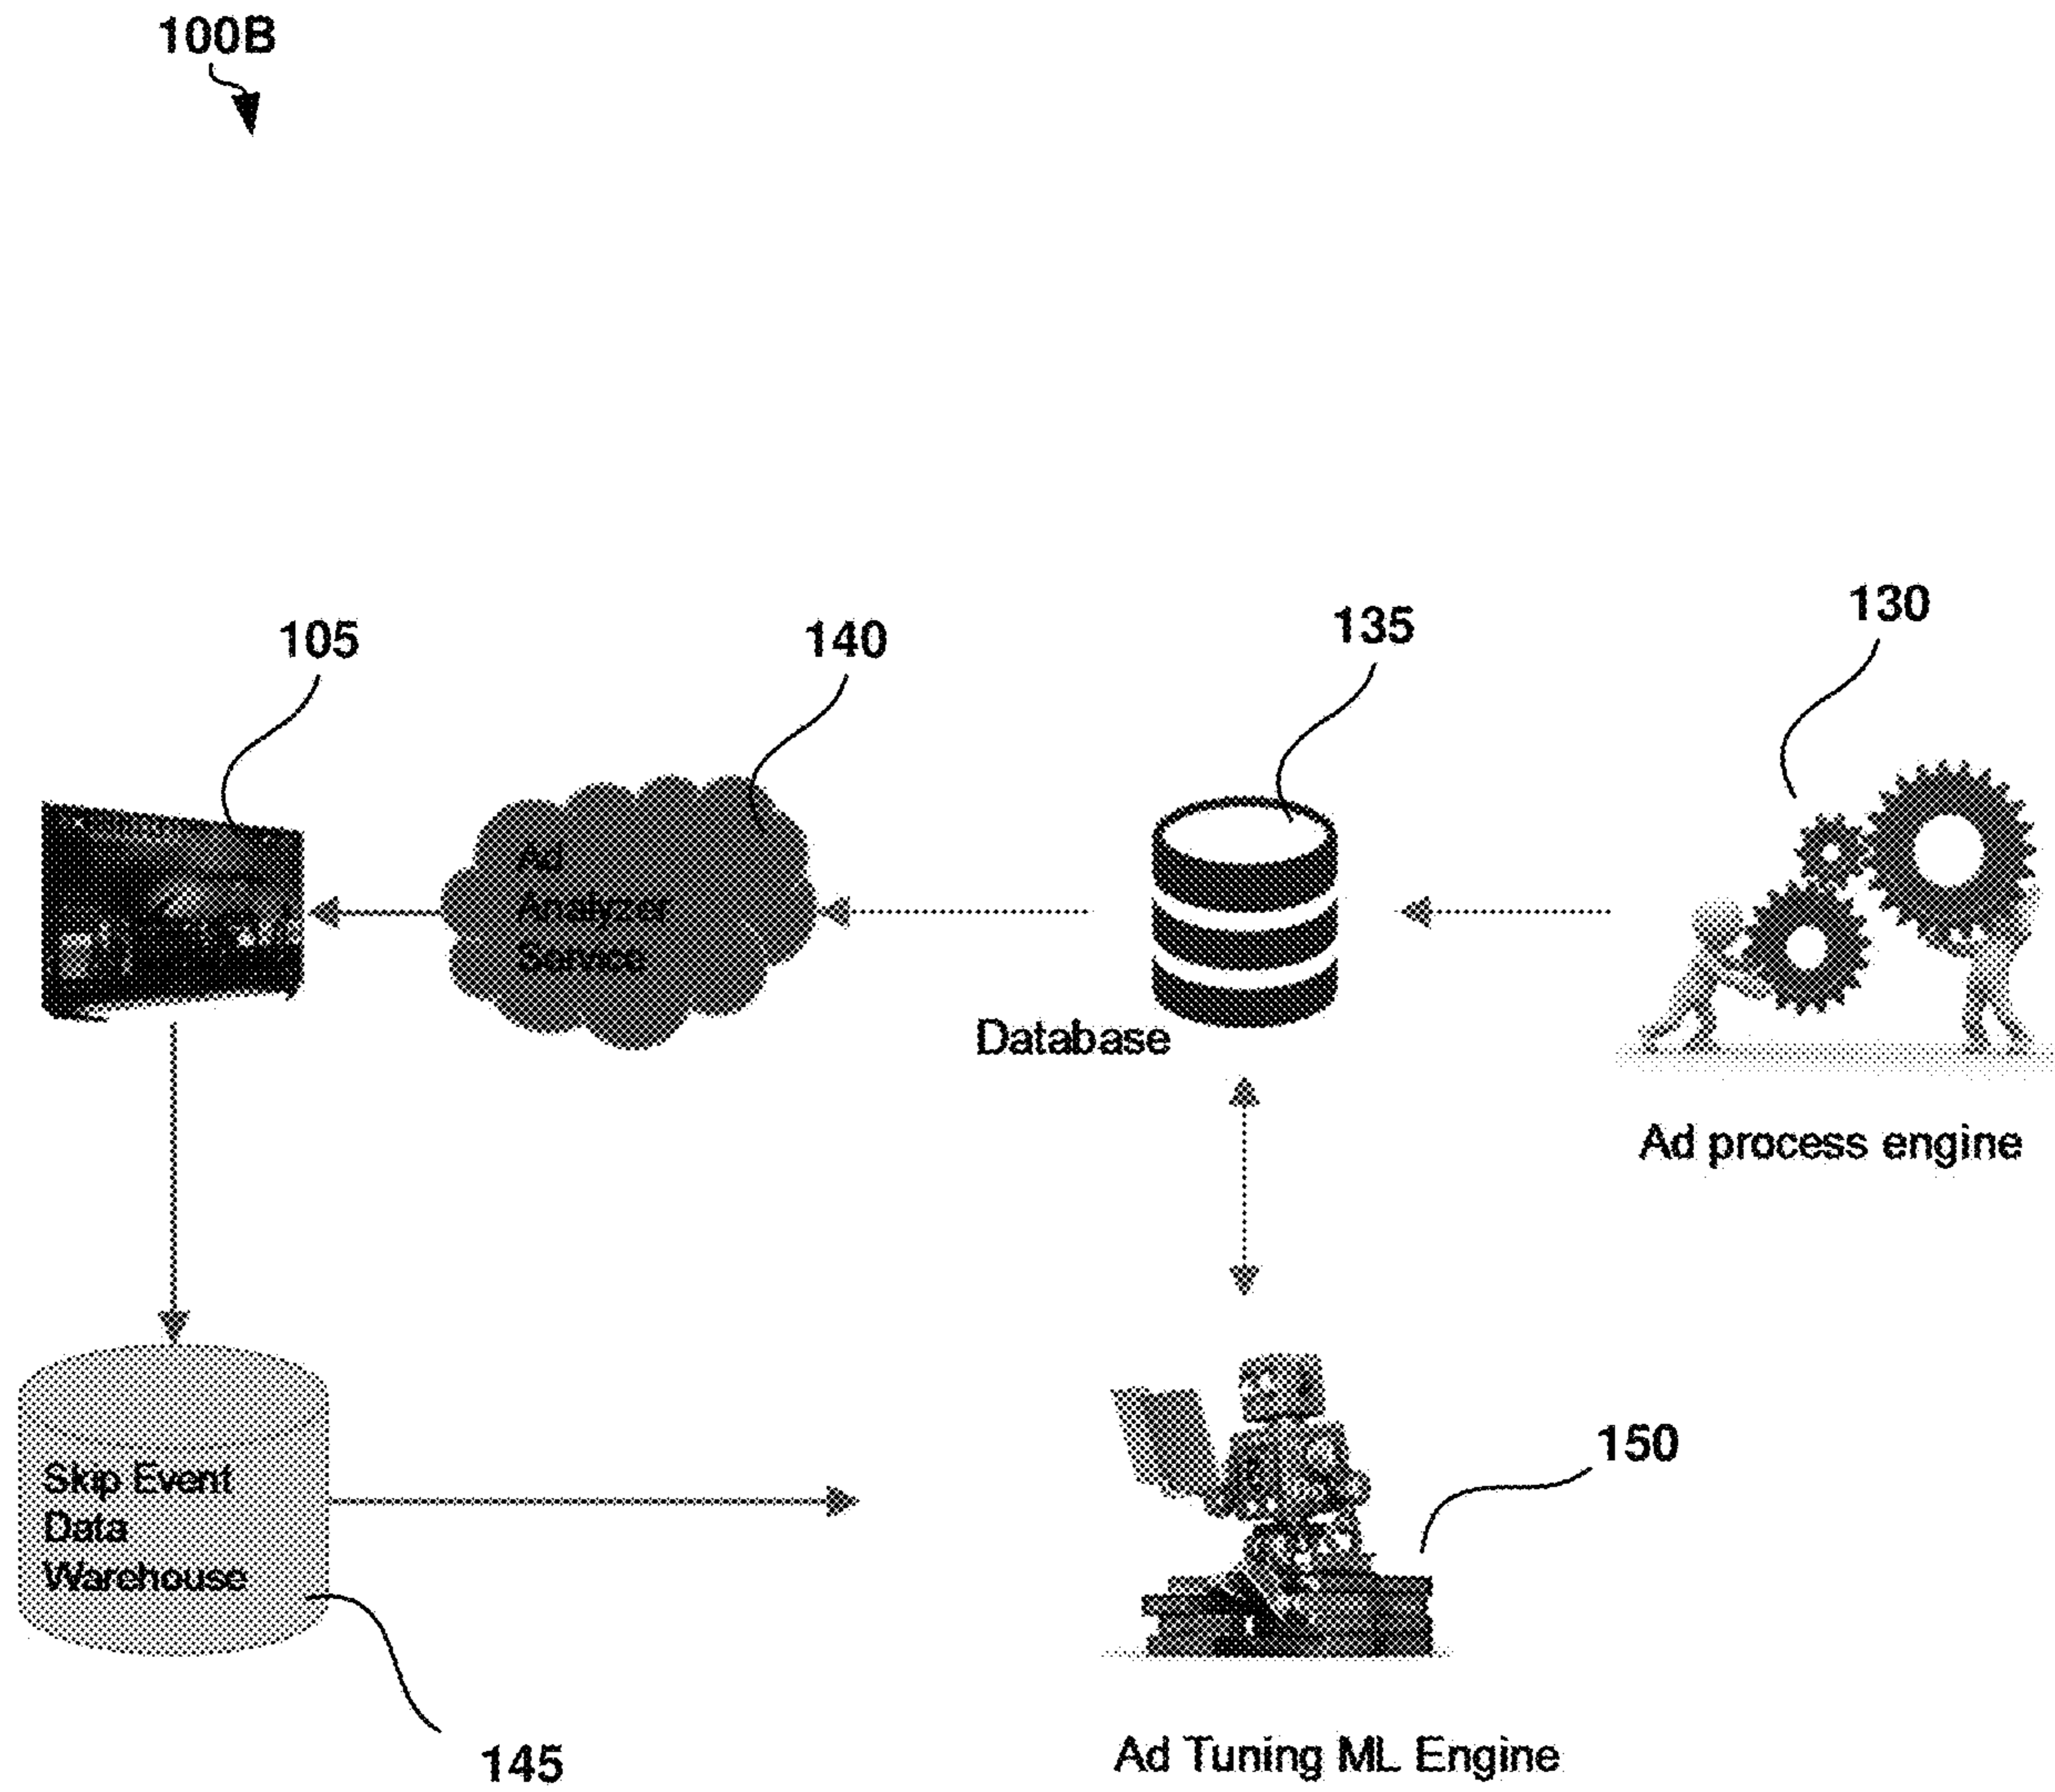 100B
105
140
135
130
Ad
Analyzer
Service
Database
Ad process engine
Skip Event
Data
Warehouse
150
145
Ad Tuning ML Engine